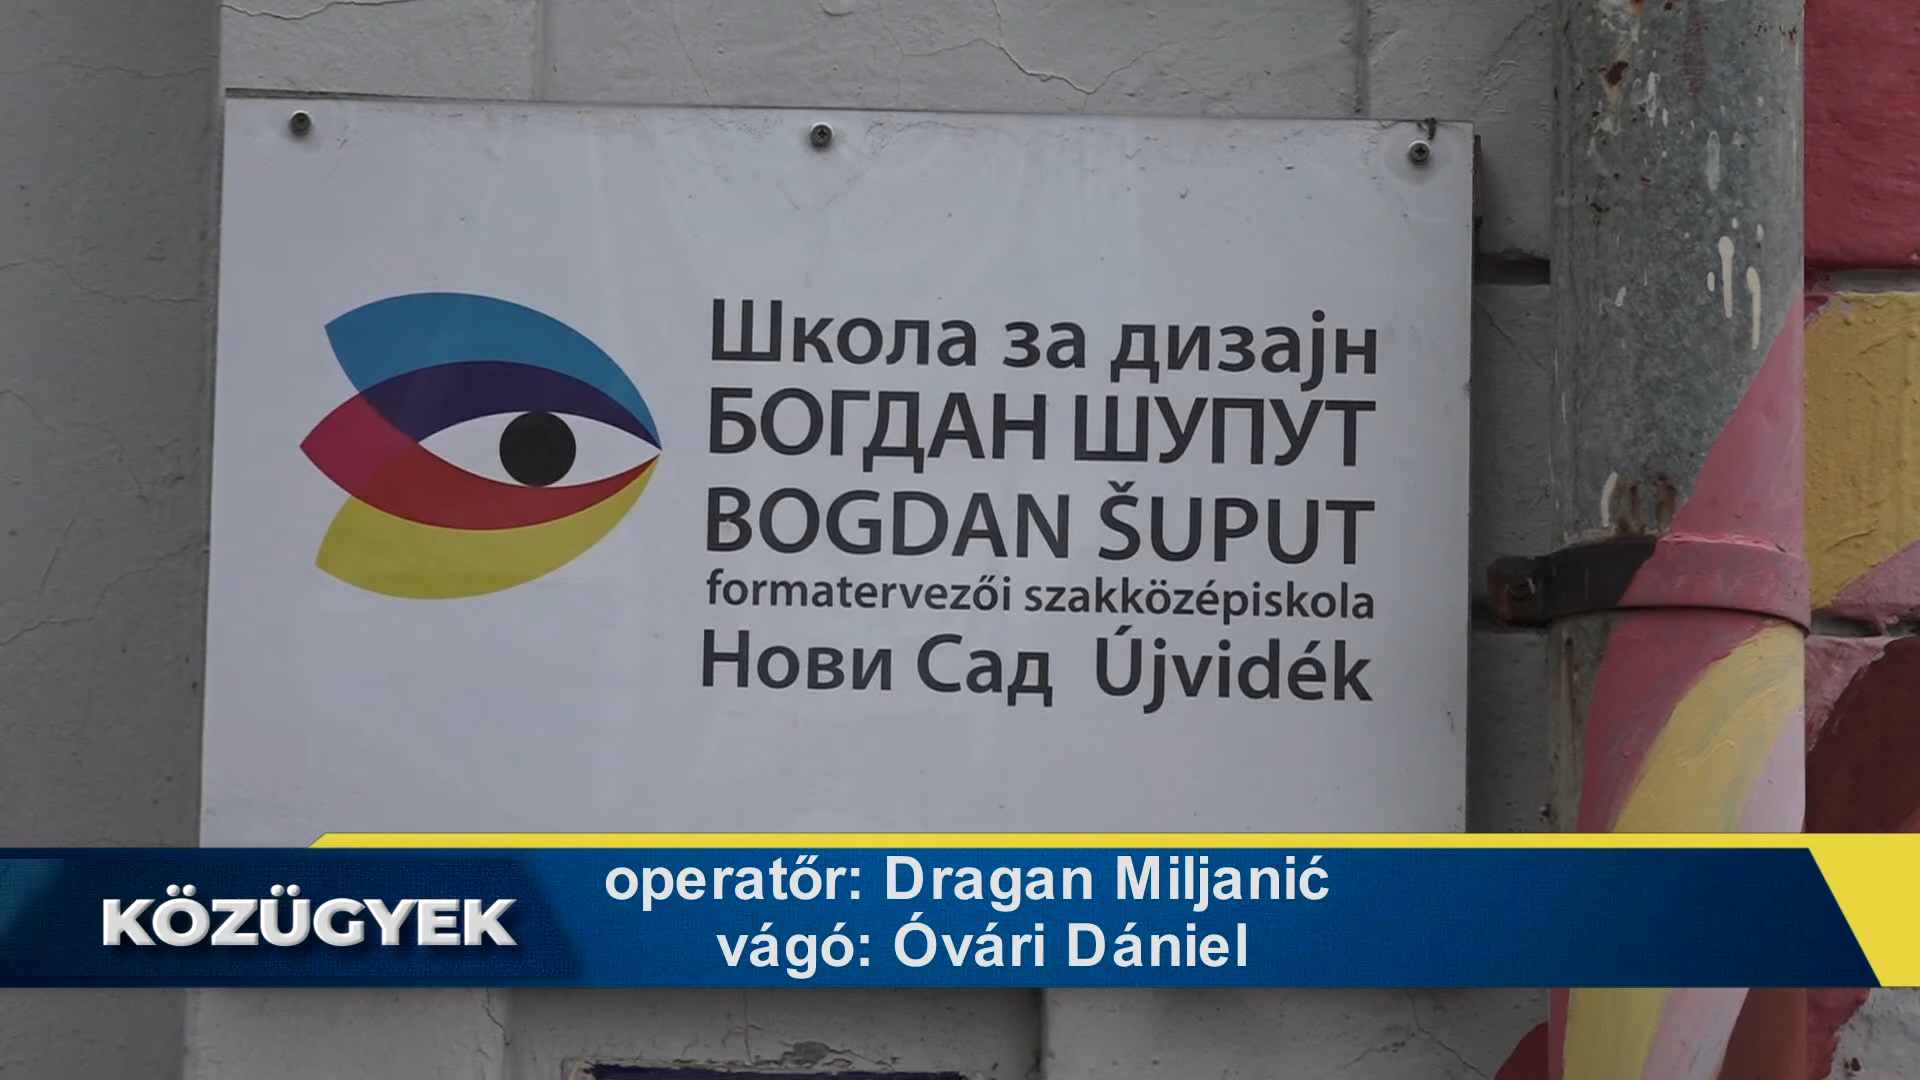 Школа за дизајн
БОГДАН ШУПУТ
BOGDAN ŠUPUT
formatervezői szakközépiskola
Нови Сад Újvidék
KÖZÜGYEK
operatőr: Dragan Miljanić
vágó: Óvári Dániel